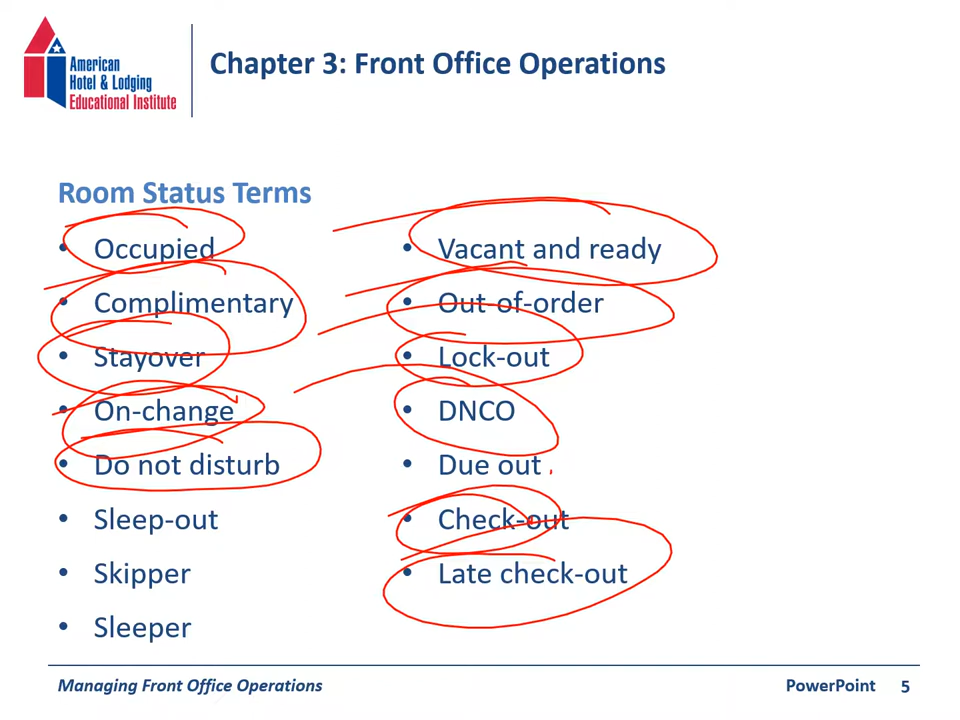 American
Hotel & Lodging
Educational Institute
Chapter 3: Front Office Operations
Room Status Terms
• Occupied
• Complimentary
• Stayover
• On-change
• Do not disturb
• Sleep-out
• Skipper
• Sleeper
• Vacant and ready
• Out-of-order
• Lock-out
• DNCO
• Due out
• Check-out
• Late check-out
Managing Front Office Operations
PowerPoint 5